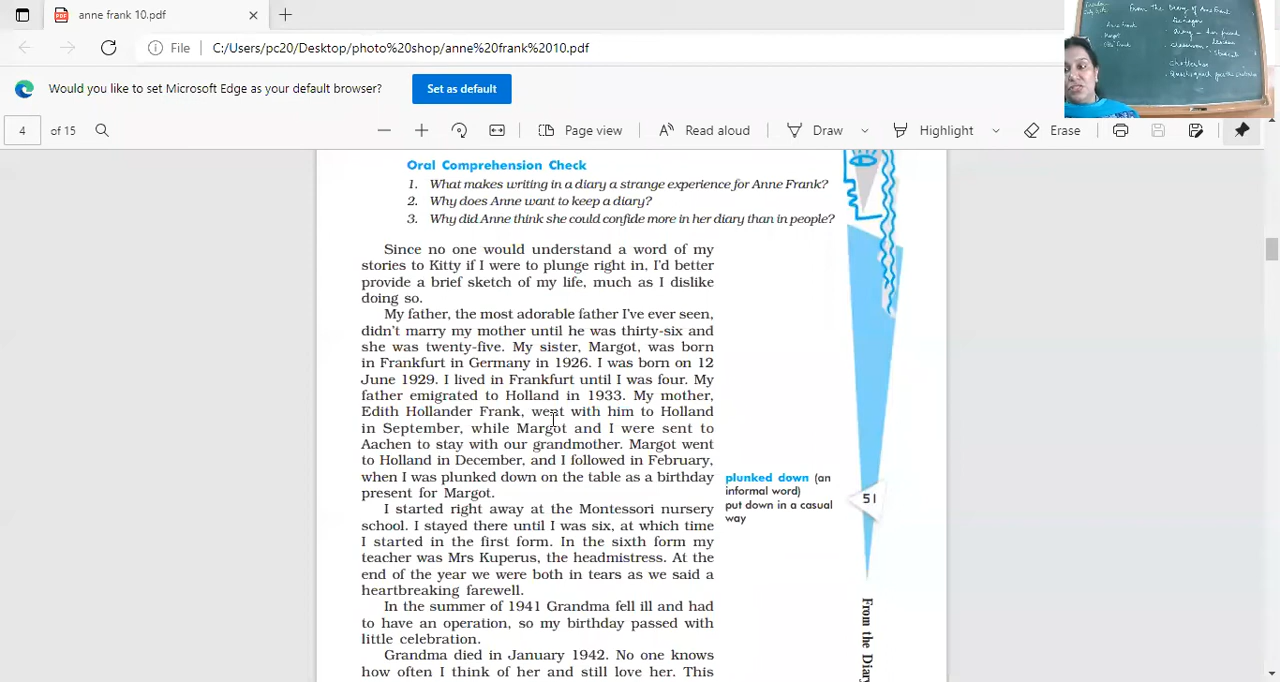 anne frank 10.pdf
File
C:/Users/pc20/Desktop/photo%20shop/anne%20frank%2010.pdf
Would you like to set Microsoft Edge as your default browser?
Set as default
4 of 15
Page view
Read aloud
Draw
Highlight
Erase
From The Diary of Anne Frank
Anne Frank
Margot
Oral Comprehension Check
1. What makes writing in a diary a strange experience for Anne Frank?
2. Why does Anne want to keep a diary?
3. Why did Anne think she could confide more in her diary than in people?
Since no one would understand a word of my
stories to Kitty if I were to plunge right in, I'd better
provide a brief sketch of my life, much as I dislike
doing so.
My father, the most adorable father I've ever seen,
didn't marry my mother until he was thirty-six and
she was twenty-five. My sister, Margot, was born
in Frankfurt in Germany in 1926. I was born on 12
June 1929. I lived in Frankfurt until I was four. My
father emigrated to Holland in 1933. My mother,
Edith Hollander Frank, went with him to Holland
in September, while Margot and I were sent to
Aachen to stay with our grandmother. Margot went
to Holland in December, and I followed in February,
when I was plunked down on the table as a birthday
present for Margot.
plunked down (an
informal word)
put down in a casual
way
51
I started right away at the Montessori nursery
school. I stayed there until I was six, at which time
I started in the first form. In the sixth form my
teacher was Mrs Kuperus, the headmistress. At the
end of the year we were both in tears as we said a
heartbreaking farewell.
In the summer of 1941 Grandma fell ill and had
to have an operation, so my birthday passed with
little celebration.
Grandma died in January 1942. No one knows
how often I think of her and still love her. This
From the Diary